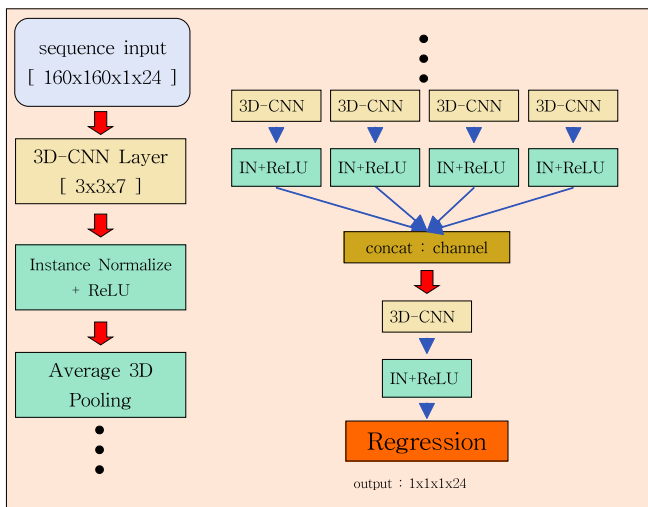 sequence input
[ 160x160x1x24 ]
3D-CNN Layer
[ 3x3x7 ]
Instance Normalize
+ ReLU
Average 3D
Pooling
3D-CNN 3D-CNN 3D-CNN 3D-CNN
IN+ReLU IN+ReLU IN+ReLU IN+ReLU
concat : channel
3D-CNN
IN+ReLU
Regression
output : 1x1x1x24